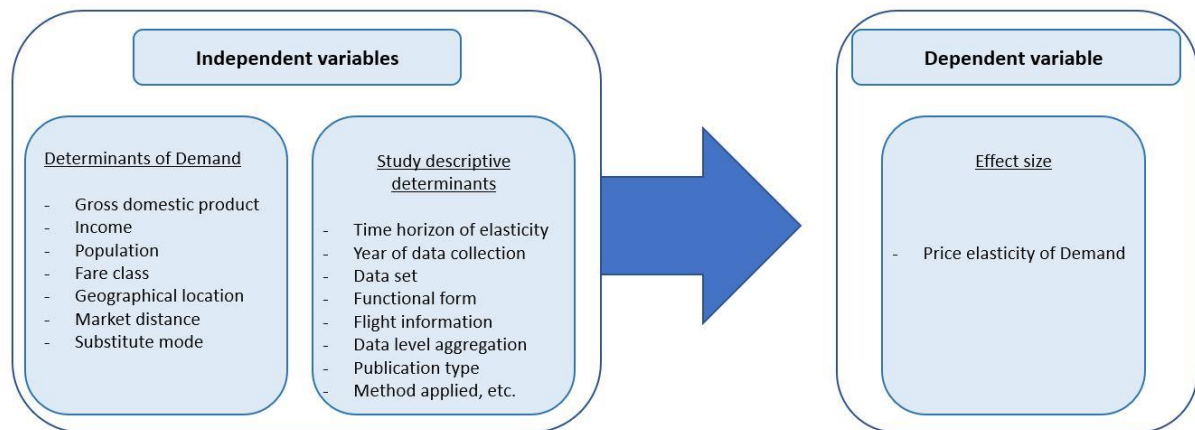 Independent variables
Determinants of Demand
- Gross domestic product
- Income
- Population
- Fare class
- Geographical location
- Market distance
- Substitute mode
Study descriptive
determinants
- Time horizon of elasticity
- Year of data collection
- Data set
- Functional form
- Flight information
- Data level aggregation
- Publication type
- Method applied, etc.
Dependent variable
Effect size
- Price elasticity of Demand